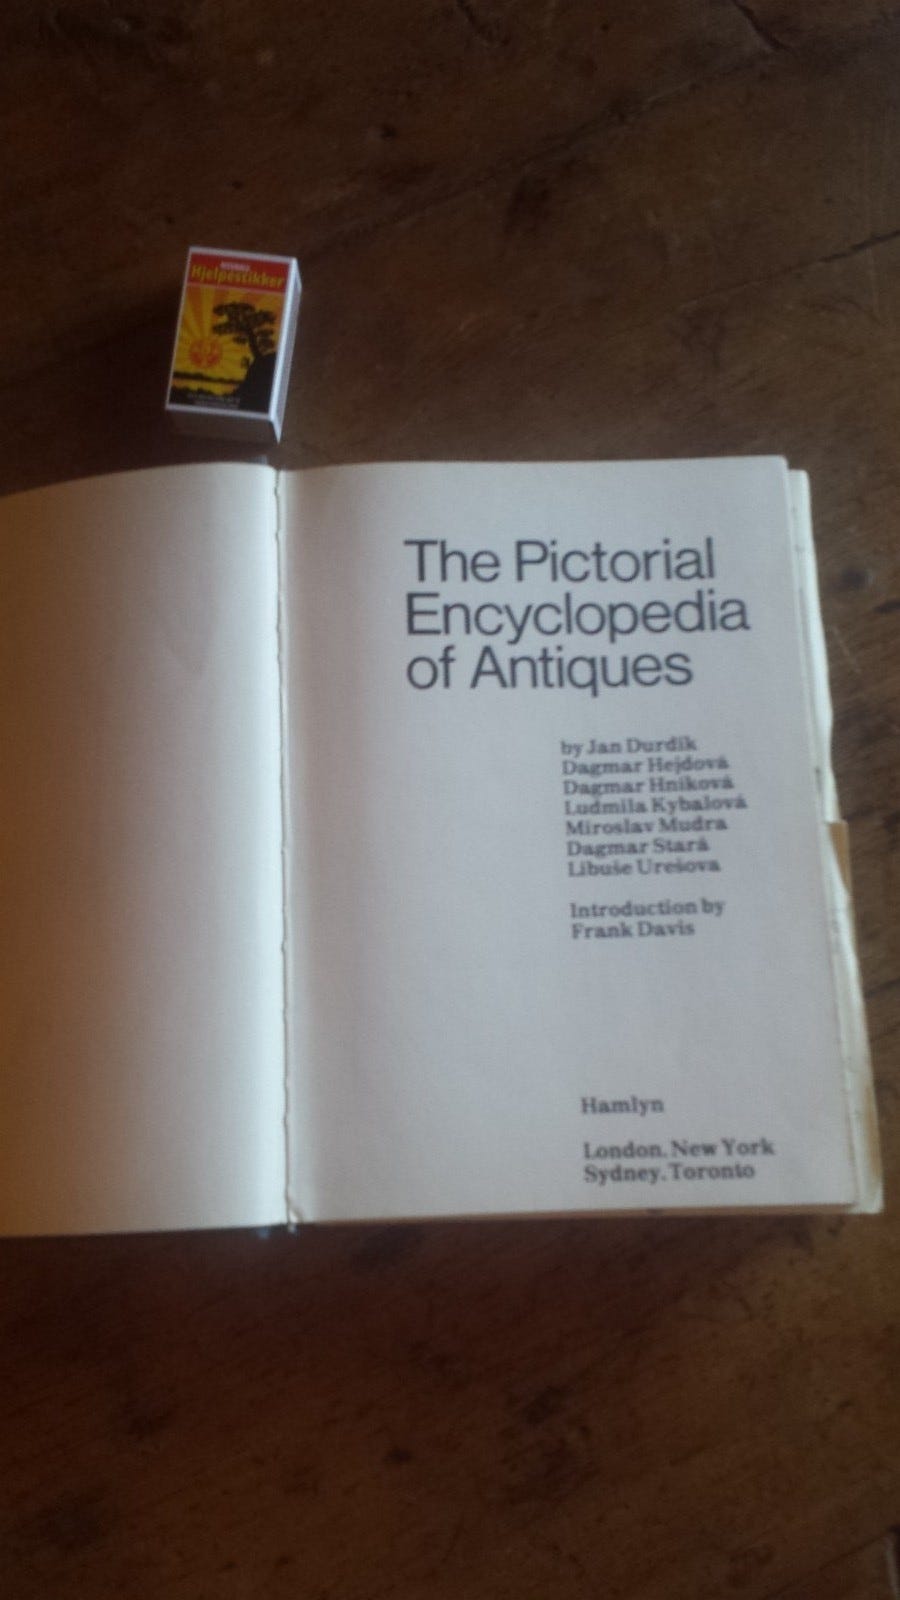 Hjelpestikker
The Pictorial
Encyclopedia
of Antiques
by Jan Durdík
Dagmar Hejdová
Dagmar Hníková
Ludmila Kybalová
Miroslav Mudra
Dagmar Stará
Libuše Urešova
Introduction by
Frank Davis
Hamlyn
London. New York
Sydney. Toronto